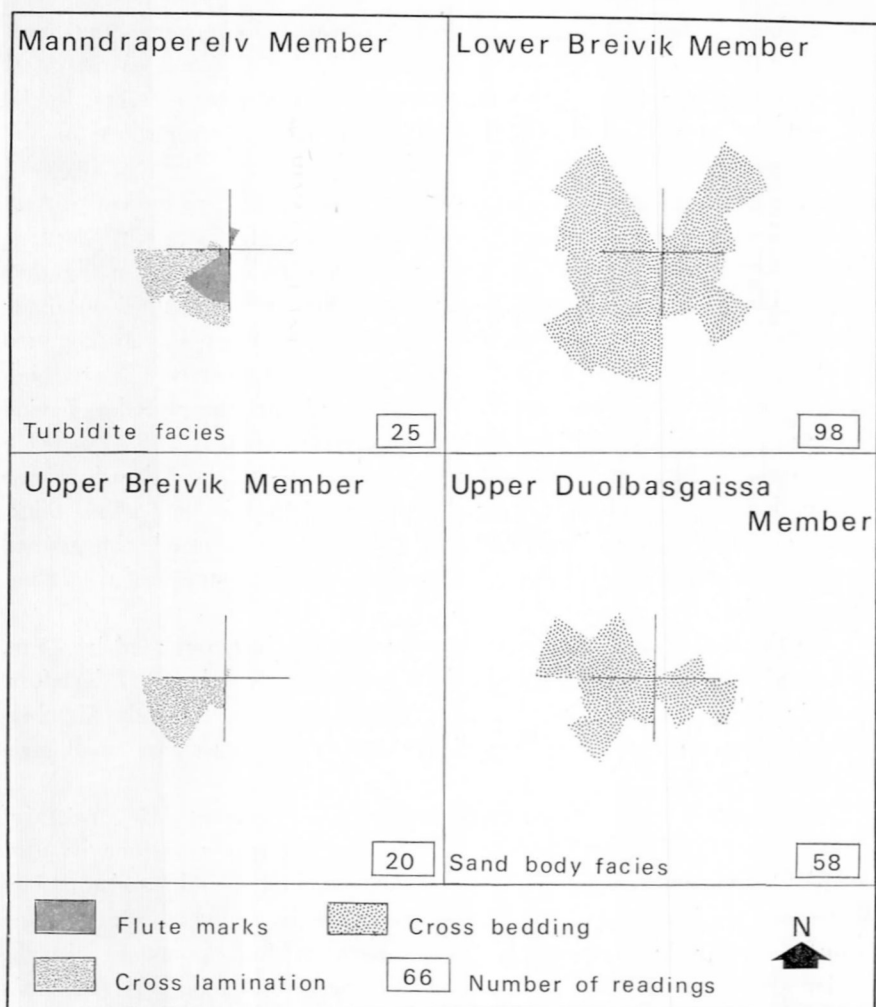 Manndraperelv Member
Turbidite facies
25
Lower Breivik Member
98
Upper Breivik Member
20
Upper Duolbasgaissa
Member
Sand body facies
58
Flute marks
Cross bedding
Cross lamination
66
Number of readings
N